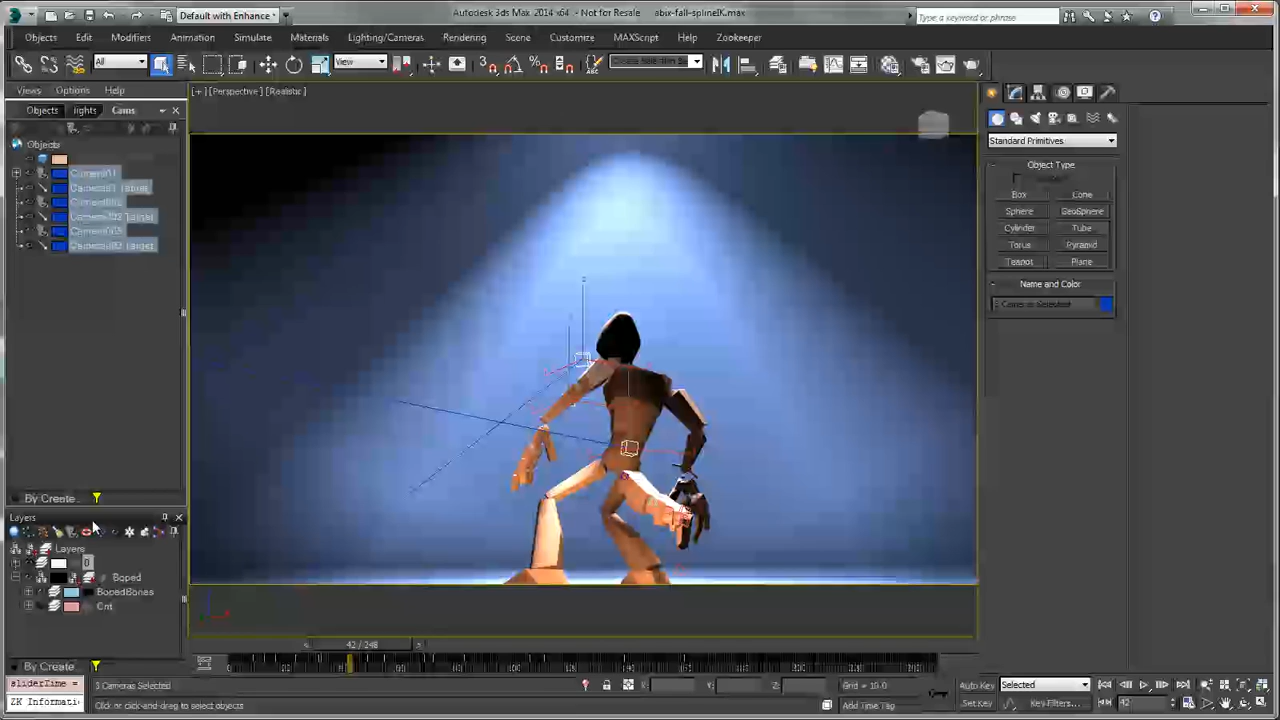 Default with Enhance
Autodesk 3ds Max 2014 x64 - Not for Resale abix-fall-splineIK.max
Type a keyword or phrase
Objects Edit Modifiers Animation Simulate Materials Lighting/Cameras Rendering Scene Customize MAXScript Help Zookeeper
All View
Views Options Help
[+] [Perspective] [Realistic]
Objects lights Cams
Objects
Standard Primitives
Object Type
Box Cone
Sphere GeoSphere
Cylinder Tube
Torus Pyramid
Teapot Plane
Name and Color
By Create
Layers
Layers
0
Boped
BopedBones
Cnt
By Create
42 / 248
sliderTime =
ZK Informati
3 Cameras Selected
X: Y: Z: Grid = 10.0
Auto Key Selected
Click or click-and-drag to select objects
Add Time Tag
Set Key Key Filters... 42